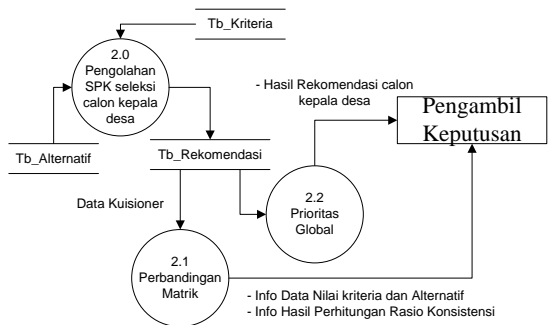 Tb_Kriteria
2.0
Pengolahan
SPK seleksi
calon kepala
desa
- Hasil Rekomendasi calon
kepala desa
Pengambil
Keputusan
Tb_Alternatif
Tb_Rekomendasi
Data Kuisioner
2.2
Prioritas
Global
2.1
Perbandingan
Matrik
- Info Data Nilai kriteria dan Alternatif
- Info Hasil Perhitungan Rasio Konsistensi